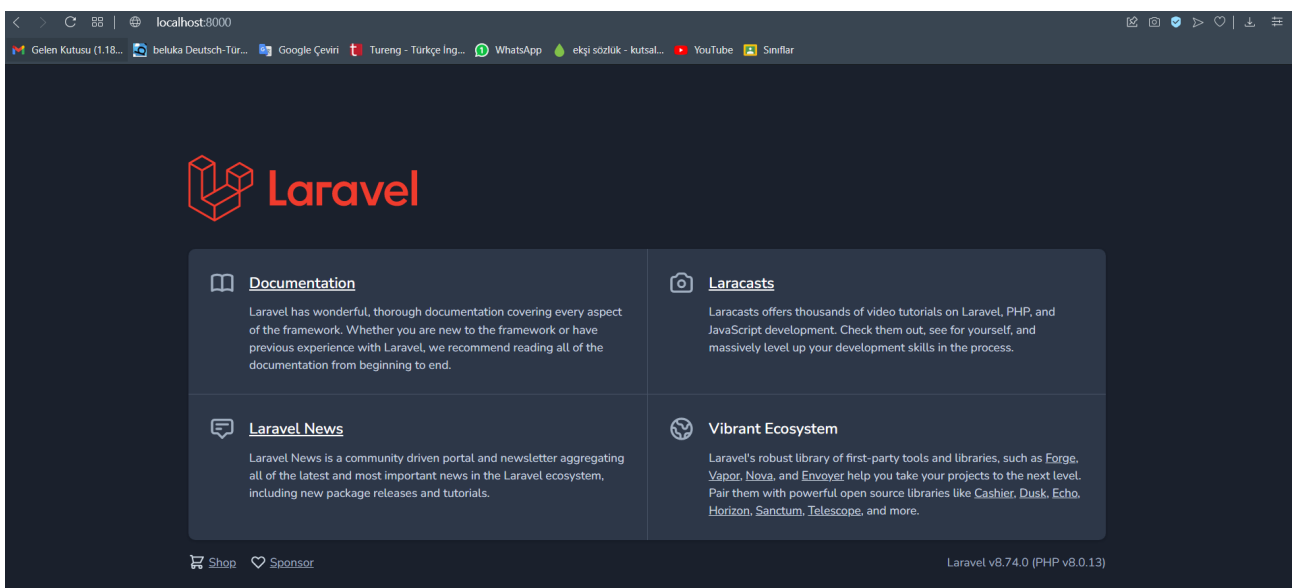 localhost:8000
Gelen Kutusu (1.18... beluka Deutsch-Tür... Google Çeviri Tureng - Türkçe İng... WhatsApp ekşi sözlük - kutsal... YouTube Sınıflar
Laravel
Documentation
Laravel has wonderful, thorough documentation covering every aspect
of the framework. Whether you are new to the framework or have
previous experience with Laravel, we recommend reading all of the
documentation from beginning to end.
Laracasts
Laracasts offers thousands of video tutorials on Laravel, PHP, and
JavaScript development. Check them out, see for yourself, and
massively level up your development skills in the process.
Laravel News
Laravel News is a community driven portal and newsletter aggregating
all of the latest and most important news in the Laravel ecosystem,
including new package releases and tutorials.
Vibrant Ecosystem
Laravel's robust library of first-party tools and libraries, such as Forge,
Vapor, Nova, and Envoyer help you take your projects to the next level.
Pair them with powerful open source libraries like Cashier, Dusk, Echo,
Horizon, Sanctum, Telescope, and more.
Shop Sponsor
Laravel v8.74.0 (PHP v8.0.13)